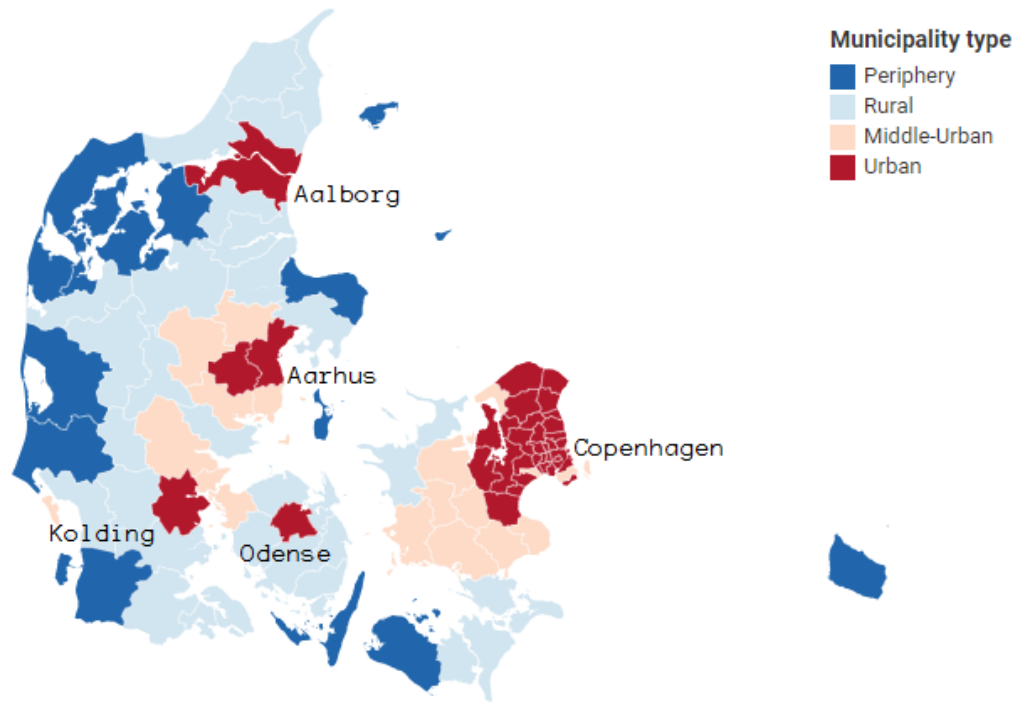 Municipality type
Periphery
Rural
Middle-Urban
Urban
Aalborg
Aarhus
Copenhagen
Kolding
Odense